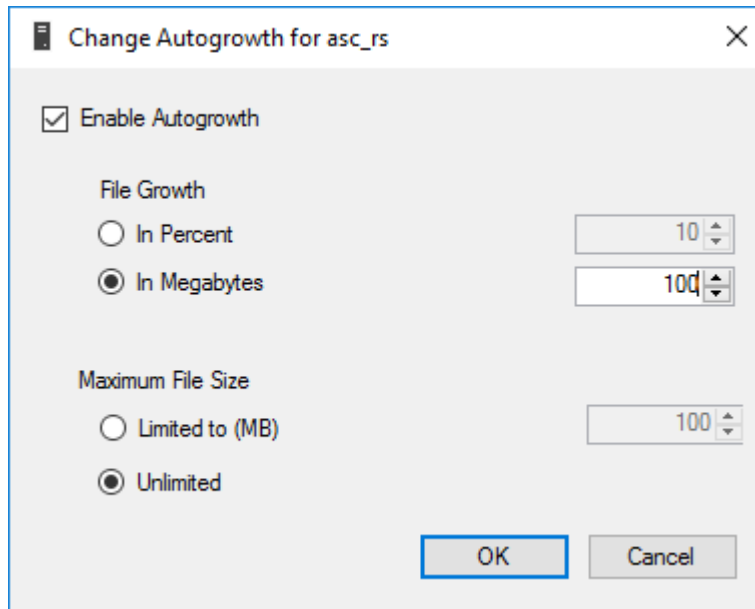 Change Autogrowth for asc_rs
Enable Autogrowth
File Growth
In Percent 10
In Megabytes 100
Maximum File Size
Limited to (MB) 100
Unlimited
OK Cancel